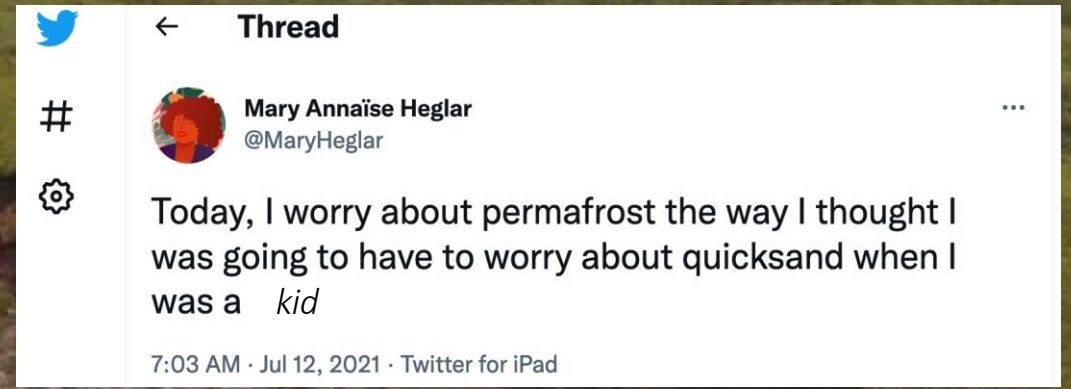 ← Thread
Mary Annaïse Heglar
@MaryHeglar
Today, I worry about permafrost the way I thought I
was going to have to worry about quicksand when I
was a kid
7:03 AM · Jul 12, 2021 · Twitter for iPad